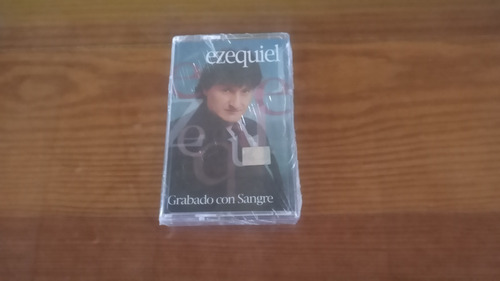 ezequiel
Grabado con Sangre